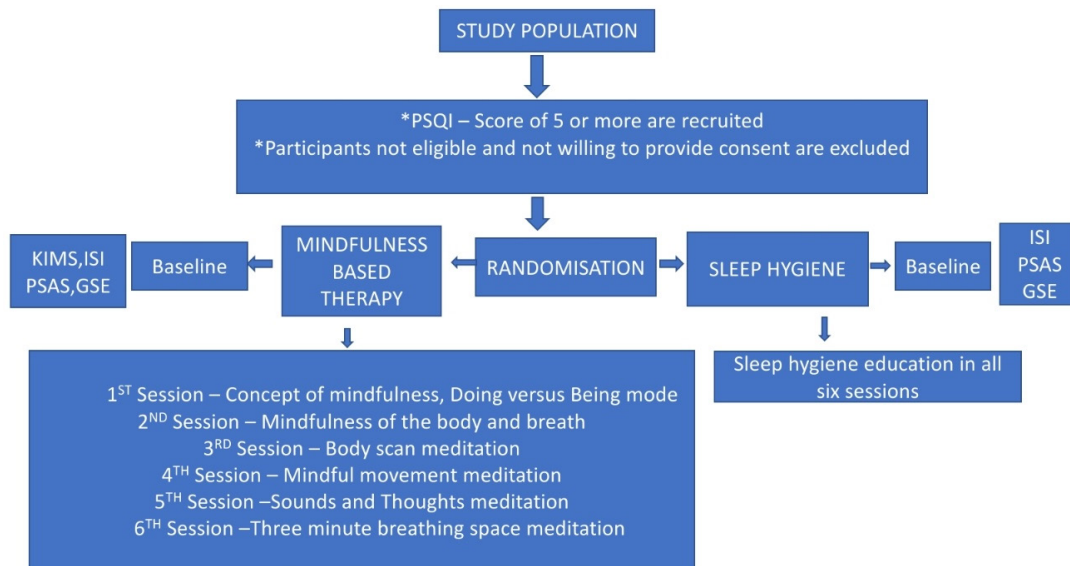 STUDY POPULATION
*PSQI – Score of 5 or more are recruited
*Participants not eligible and not willing to provide consent are excluded
KIMS,ISI
PSAS,GSE
Baseline
MINDFULNESS
BASED
THERAPY
RANDOMISATION
SLEEP HYGIENE
Baseline
ISI
PSAS
GSE
1ST Session – Concept of mindfulness, Doing versus Being mode
2ND Session – Mindfulness of the body and breath
3RD Session – Body scan meditation
4TH Session – Mindful movement meditation
5TH Session –Sounds and Thoughts meditation
6TH Session –Three minute breathing space meditation
Sleep hygiene education in all
six sessions